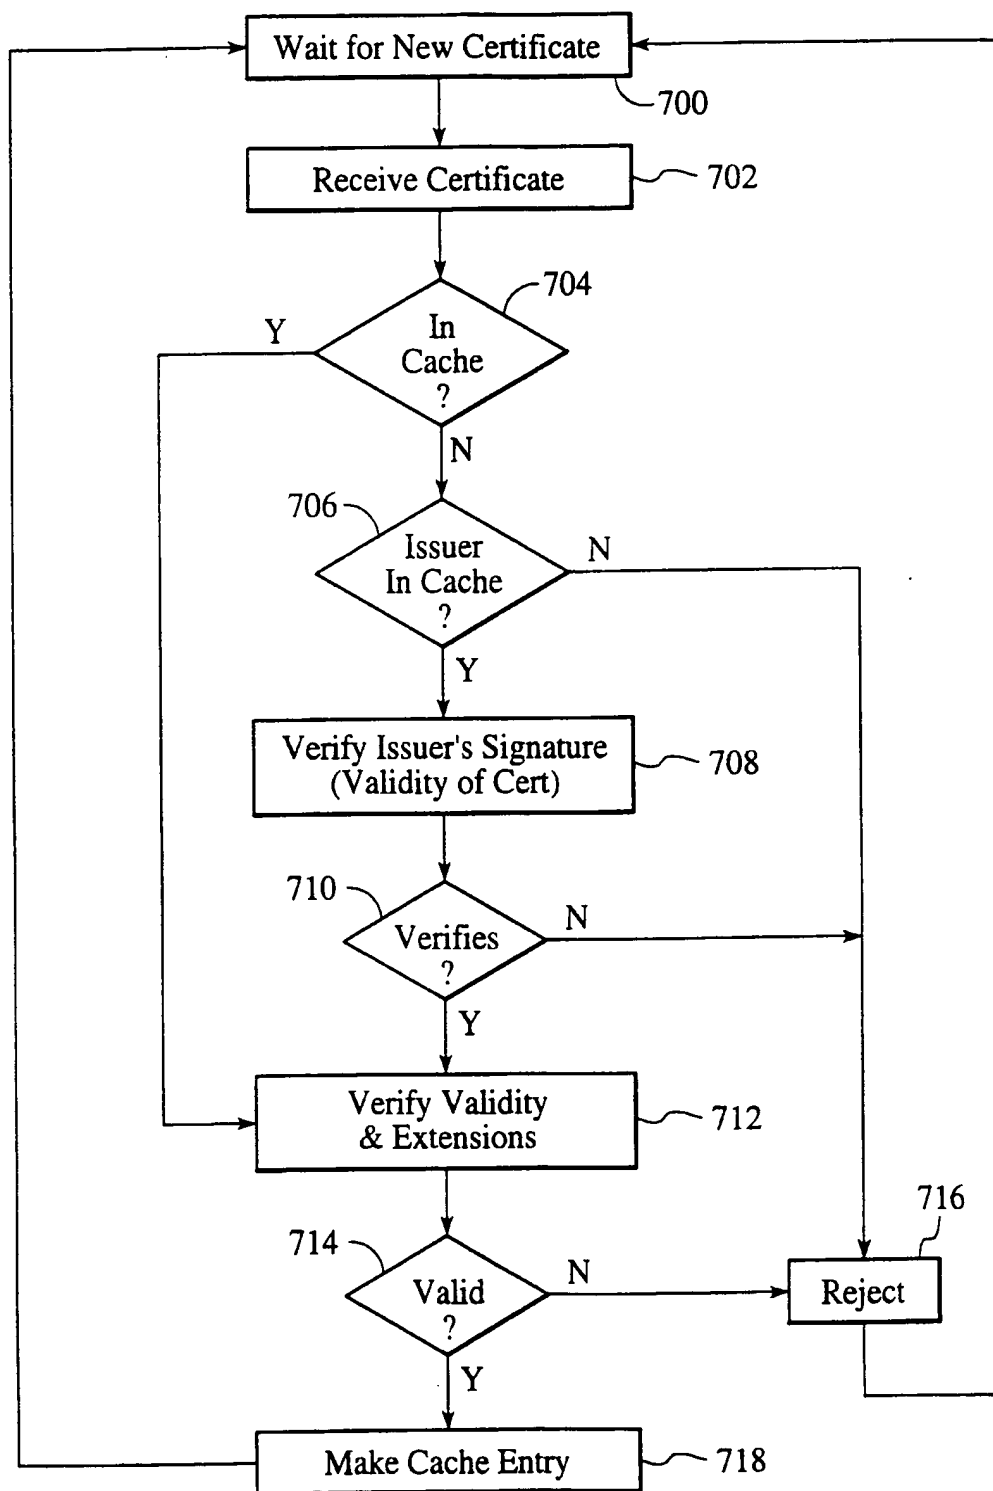 Wait for New Certificate
700
Receive Certificate
702
704
Y
In
Cache
?
N
706
Issuer
In Cache
?
N
Y
Verify Issuer's Signature
(Validity of Cert)
708
710
Verifies
?
N
Y
Verify Validity
& Extensions
712
714
Valid
?
N
716
Reject
Y
Make Cache Entry
718